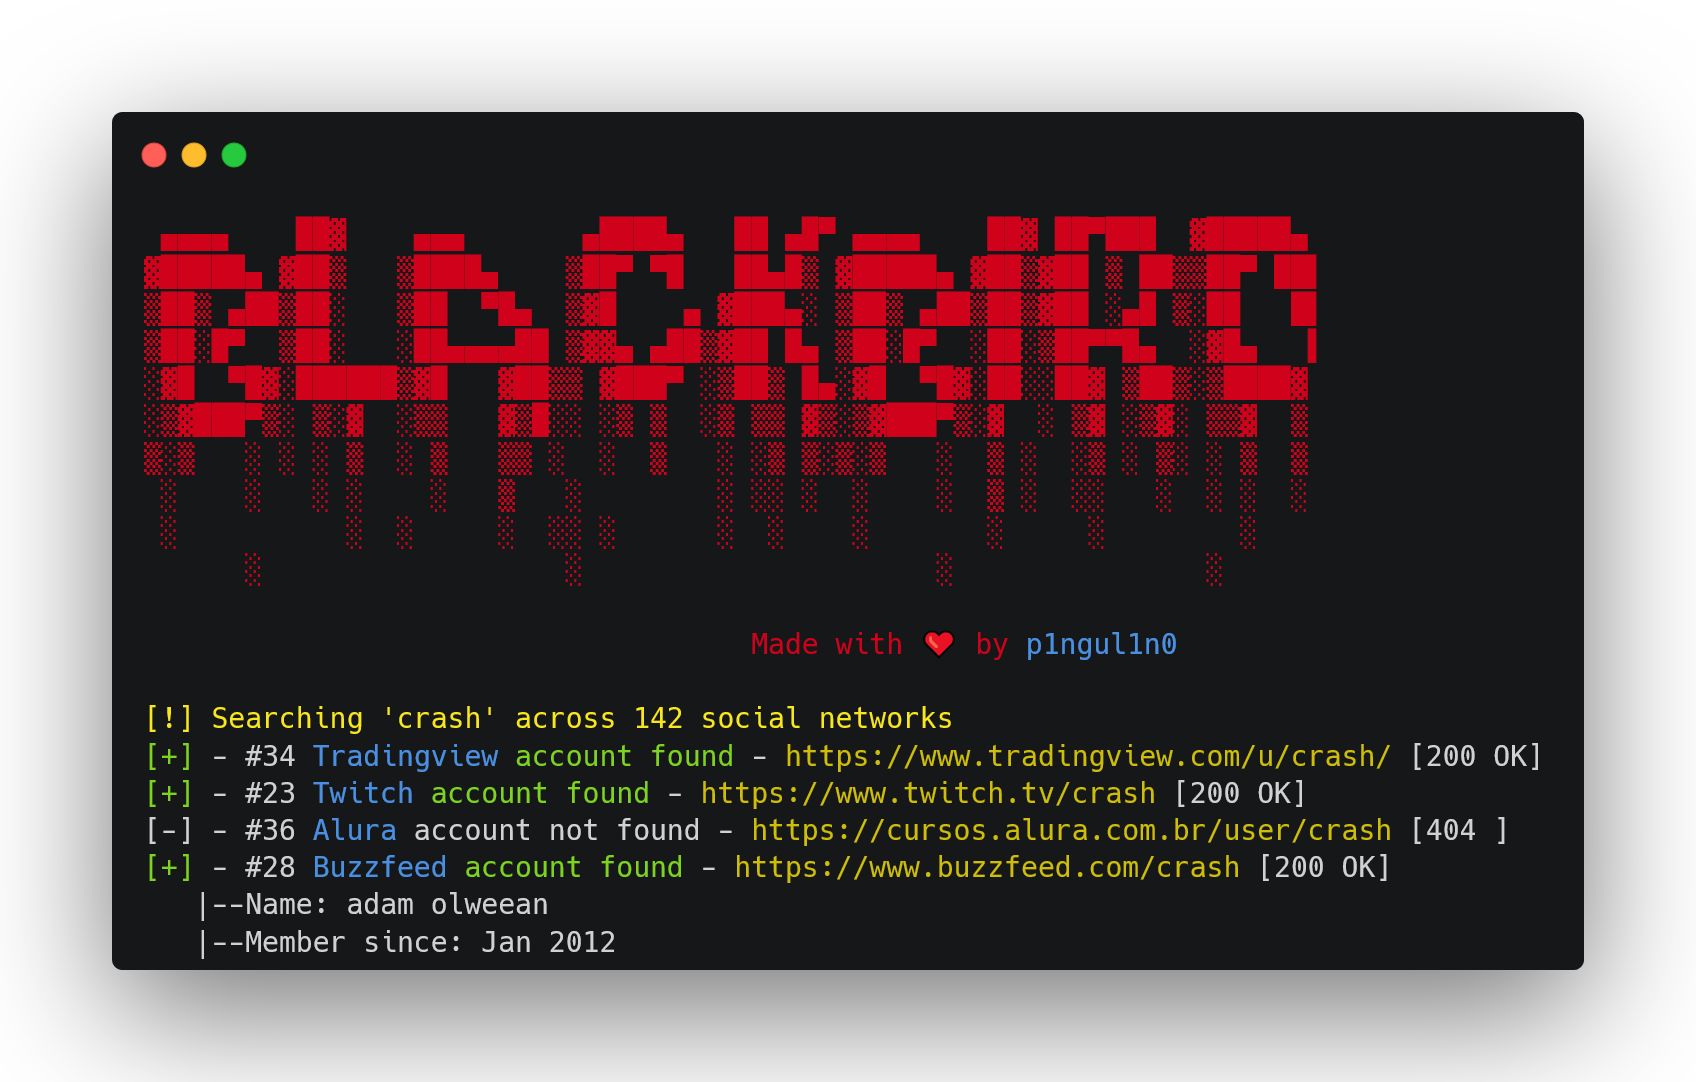 BLACKBIRD
Made with ❤ by p1ngul1n0
[!] Searching 'crash' across 142 social networks
[+] - #34 Tradingview account found - https://www.tradingview.com/u/crash/ [200 OK]
[+] - #23 Twitch account found - https://www.twitch.tv/crash [200 OK]
[-] - #36 Alura account not found - https://cursos.alura.com.br/user/crash [404 ]
[+] - #28 Buzzfeed account found - https://www.buzzfeed.com/crash [200 OK]
|--Name: adam olweean
|--Member since: Jan 2012